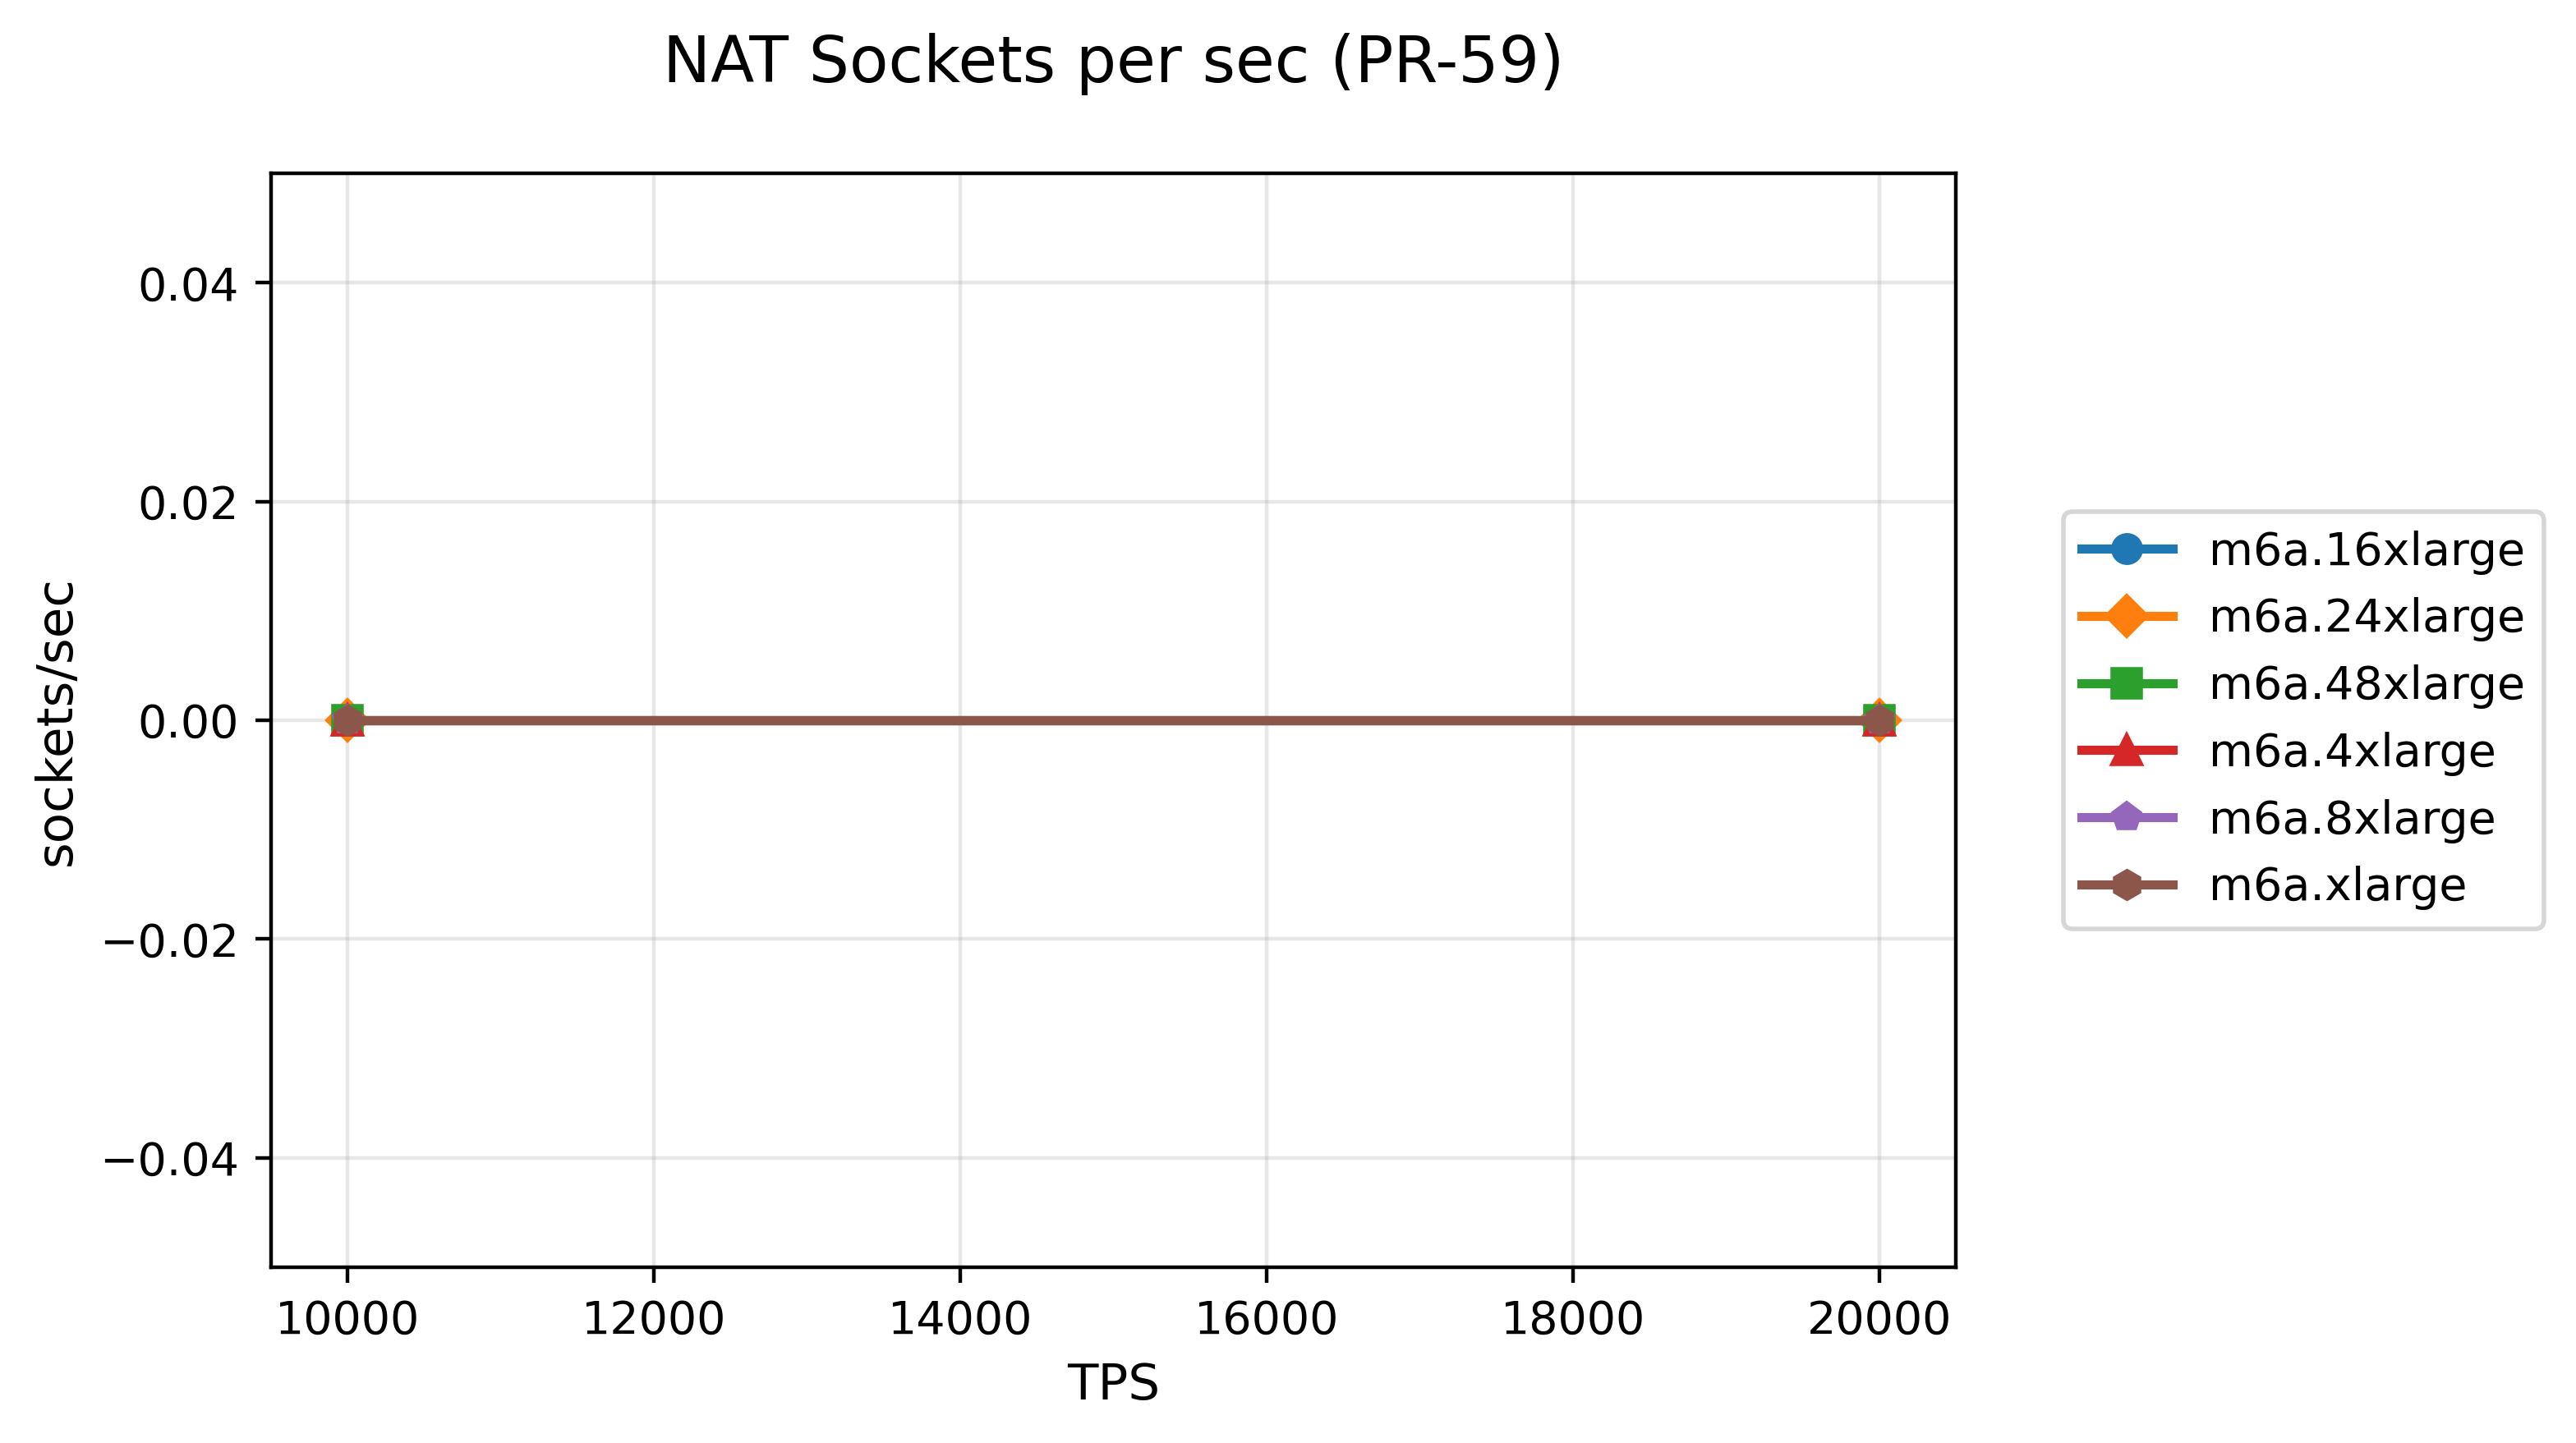 NAT Sockets per sec (PR-59)
sockets/sec
0.04
0.02
0.00
−0.02
−0.04
10000 12000 14000 16000 18000 20000
TPS
m6a.16xlarge
m6a.24xlarge
m6a.48xlarge
m6a.4xlarge
m6a.8xlarge
m6a.xlarge